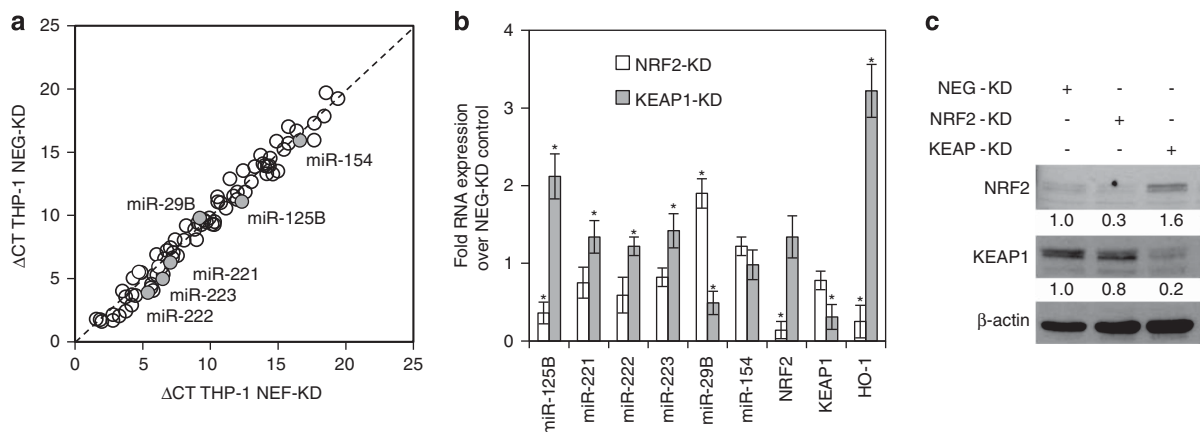 a
25
20
15
10
5
0
0 5 10 15 20 25
ΔCT THP-1 NEG-KD
ΔCT THP-1 NEF-KD
miR-154
miR-29B
miR-125B
miR-221
miR-223
miR-222
b
4
3
2
1
0
Fold RNA expression
over NEG-KD control
NRF2-KD
KEAP1-KD
* * * * * * * * * * * *
miR-125B
miR-221
miR-222
miR-223
miR-29B
miR-154
NRF2
KEAP1
HO-1
c
NEG -KD + - -
NRF2 -KD - + -
KEAP -KD - - +
NRF2
1.0 0.3 1.6
KEAP1
1.0 0.8 0.2
β-actin